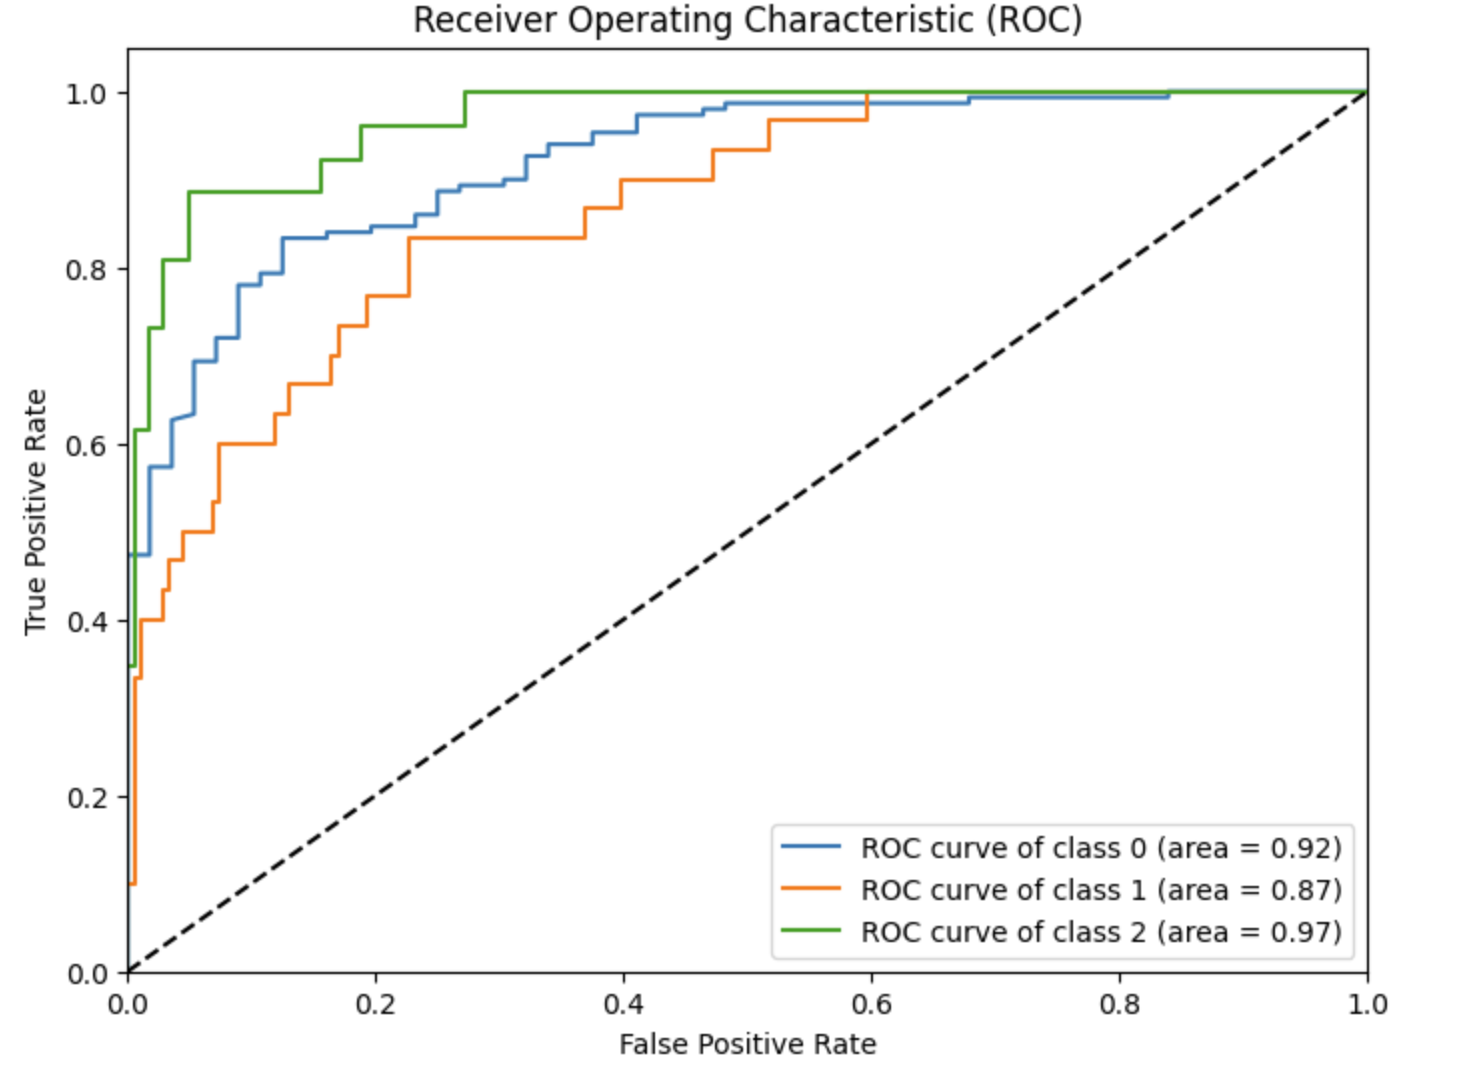 Receiver Operating Characteristic (ROC)
1.0
0.8
0.6
0.4
0.2
0.0
True Positive Rate
0.0 0.2 0.4 0.6 0.8 1.0
False Positive Rate
ROC curve of class 0 (area = 0.92)
ROC curve of class 1 (area = 0.87)
ROC curve of class 2 (area = 0.97)